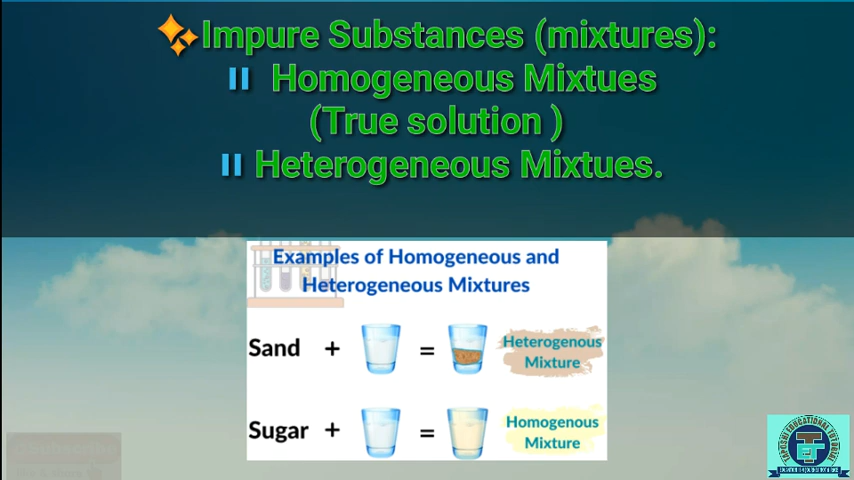 ✨Impure Substances (mixtures):
⏸ Homogeneous Mixtues
(True solution )
⏸ Heterogeneous Mixtues.
Examples of Homogeneous and
Heterogeneous Mixtures
Sand + =
Heterogenous
Mixture
Sugar + =
Homogenous
Mixture